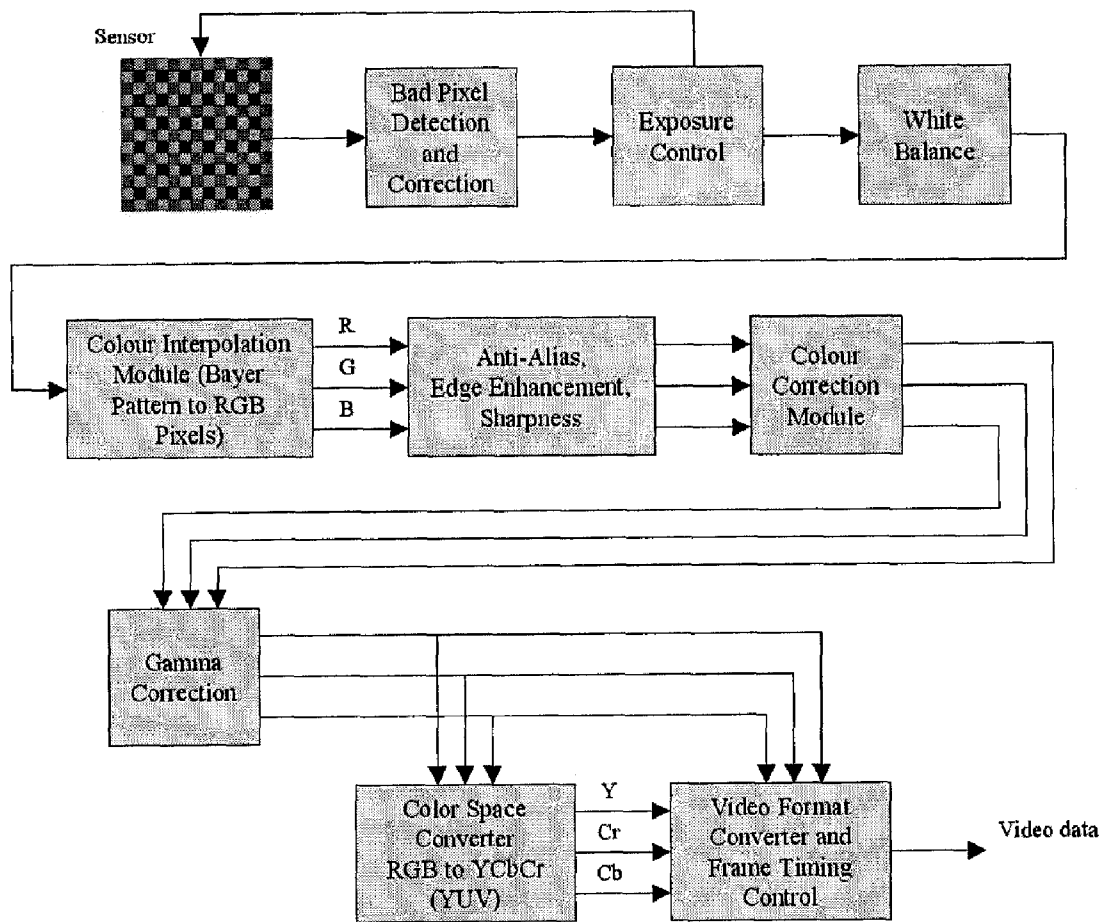 Sensor
Bad Pixel
Detection
and
Correction
Exposure
Control
White
Balance
Colour Interpolation
Module (Bayer
Pattern to RGB
Pixels)
R
G
B
Anti-Alias,
Edge Enhancement,
Sharpness
Colour
Correction
Module
Gamma
Correction
Color Space
Converter
RGB to YCbCr
(YUV)
Y
Cr
Cb
Video Format
Converter and
Frame Timing
Control
Video data